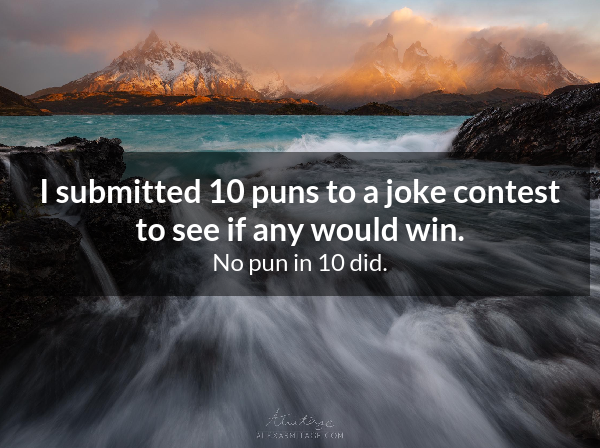 I submitted 10 puns to a joke contest
to see if any would win.
No pun in 10 did.